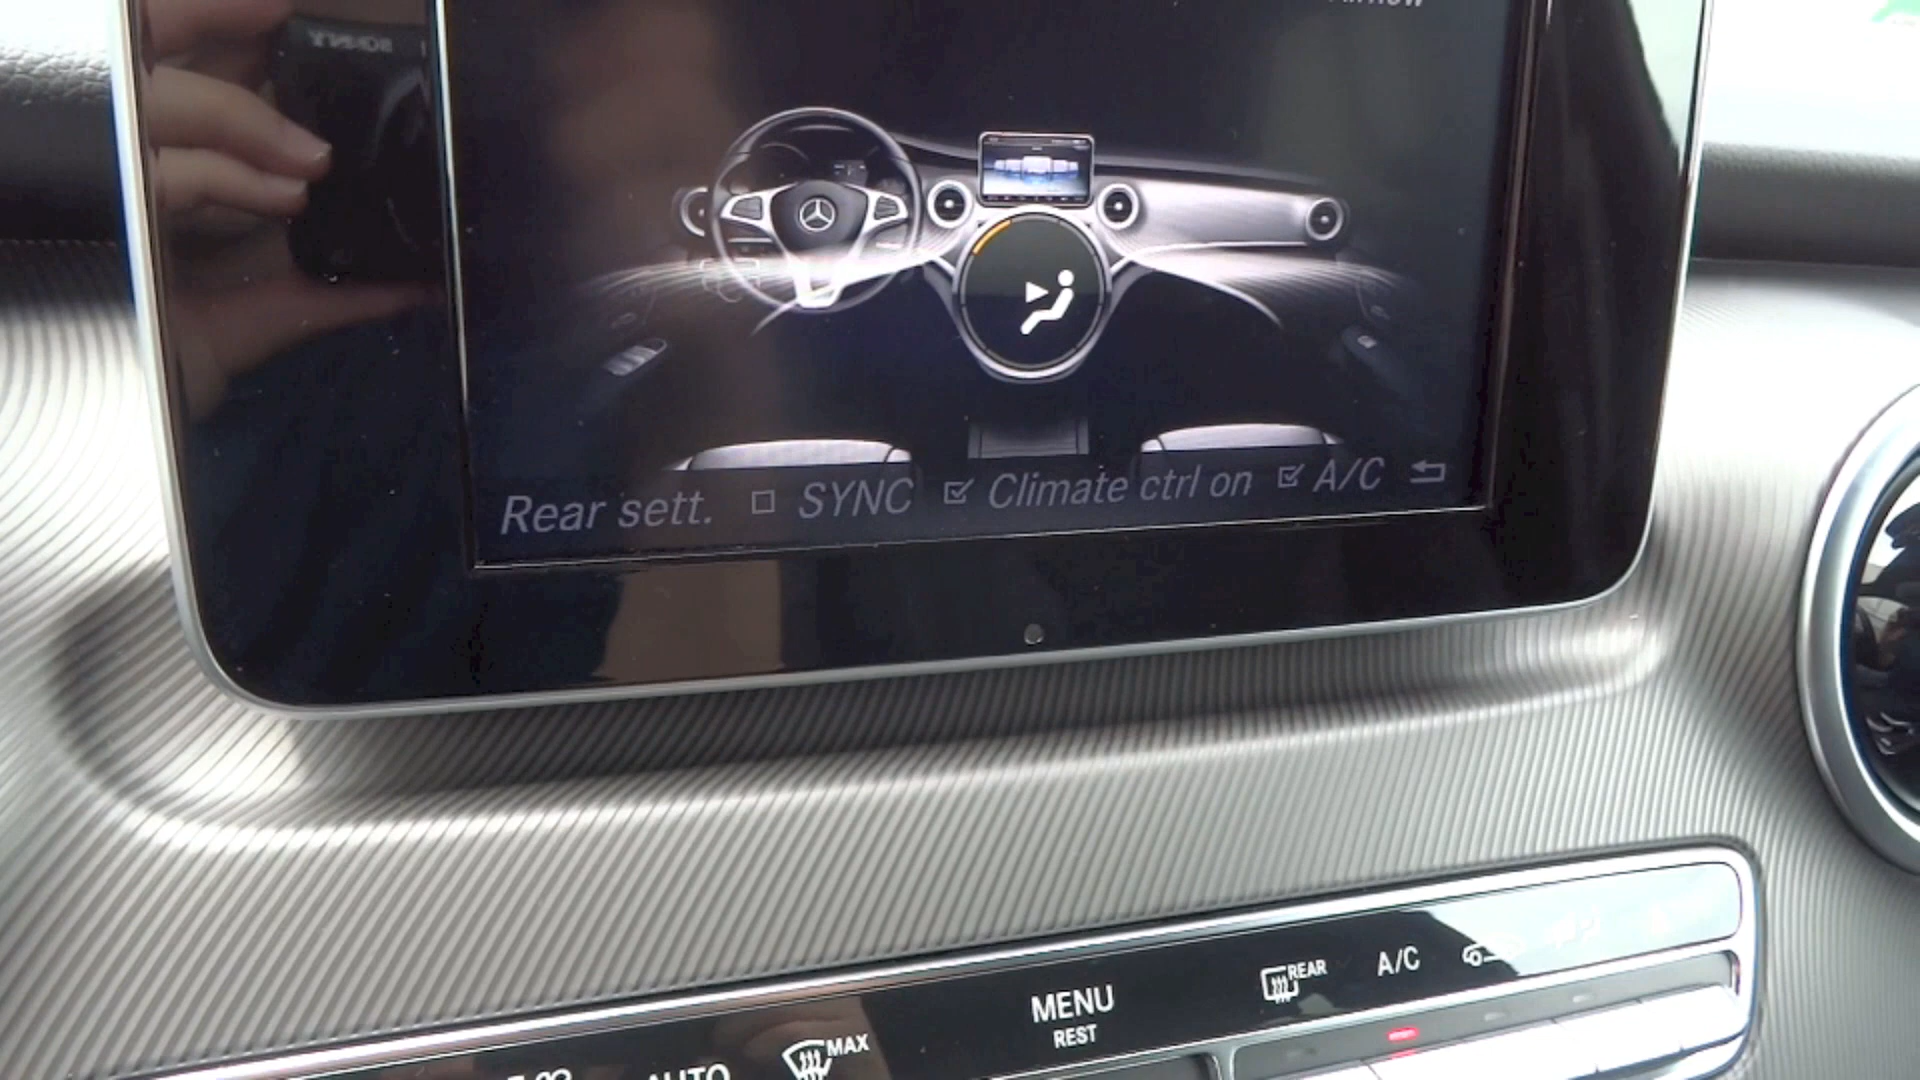 Rear sett. SYNC Climate ctrl on A/C
REAR A/C
MENU
REST
MAX
AUTO